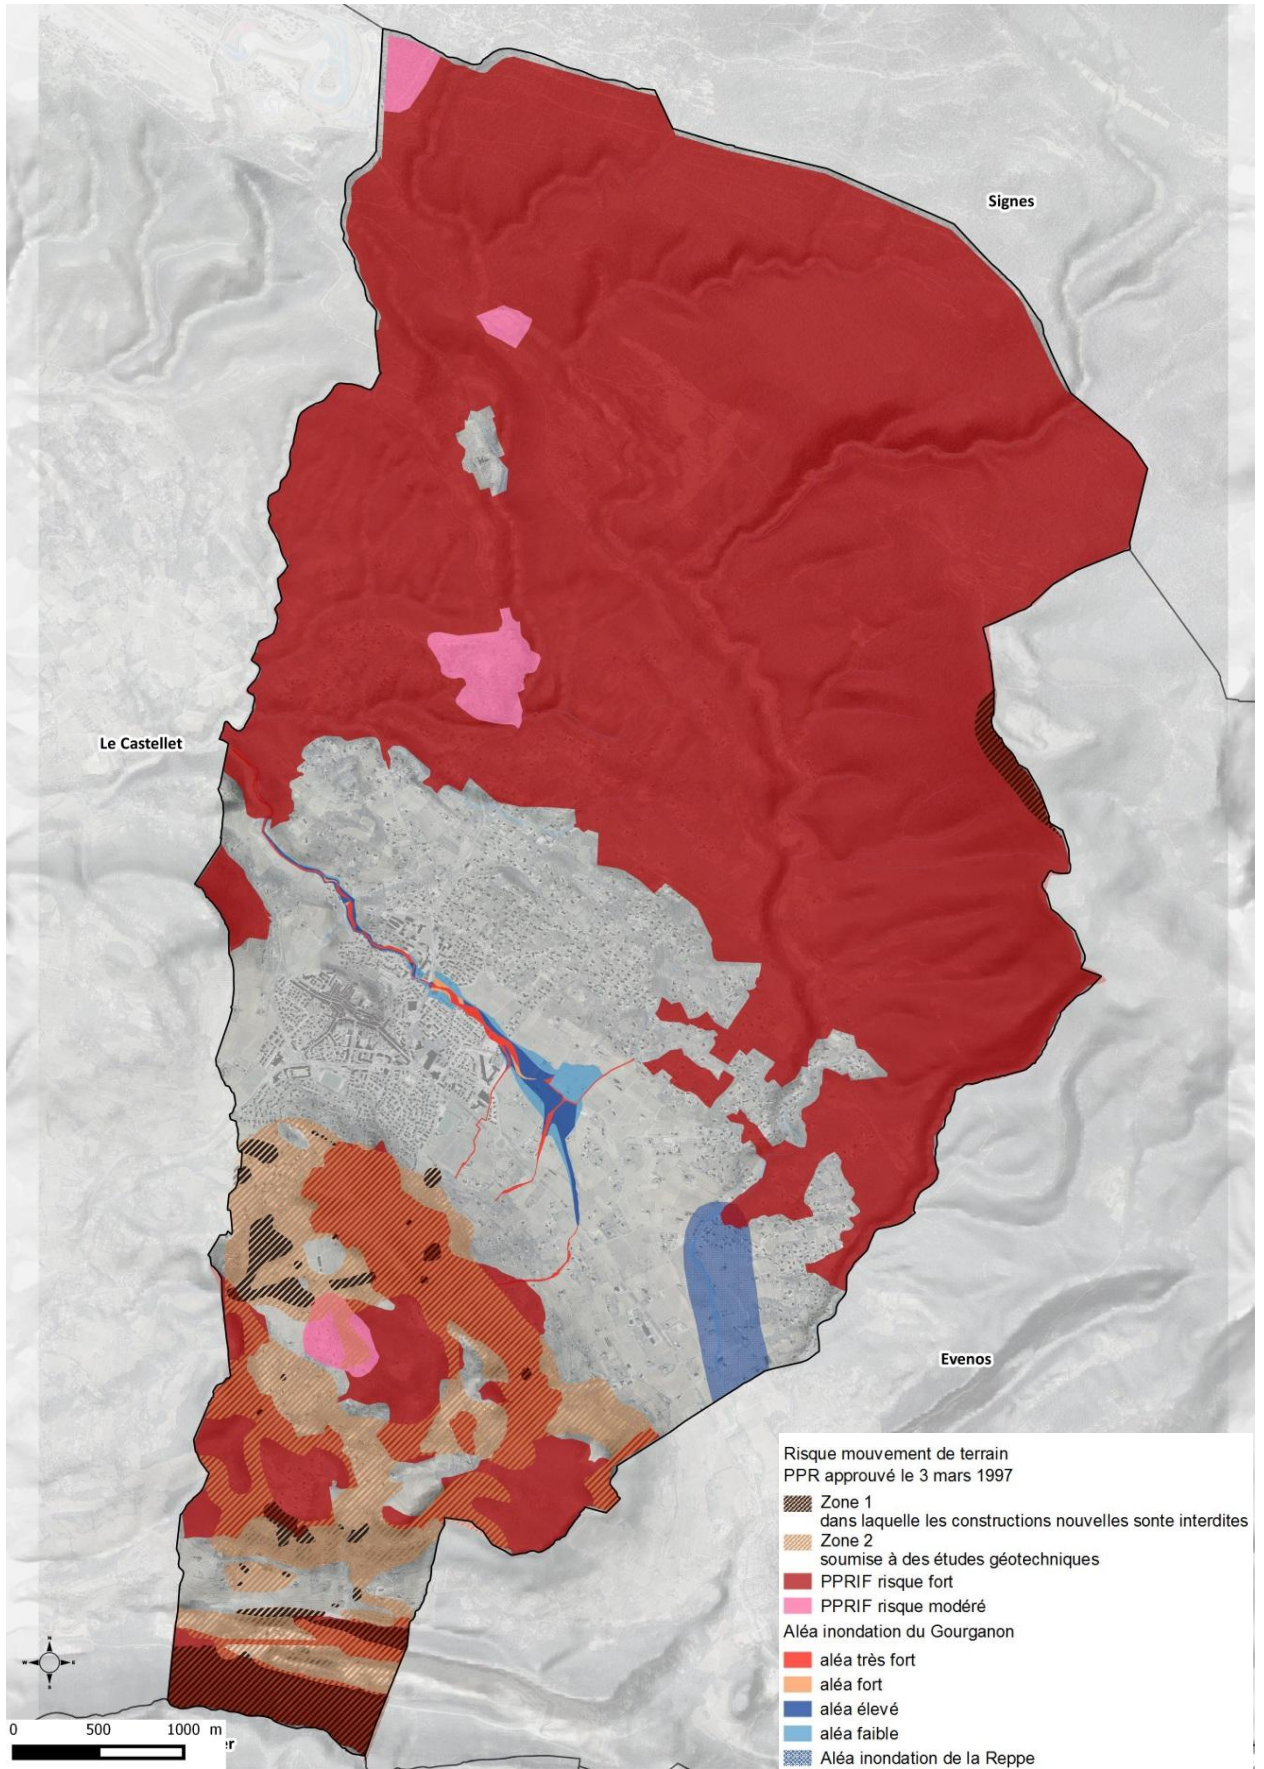 Signes
Le Castellet
Evenos
Risque mouvement de terrain
PPR approuvé le 3 mars 1997
Zone 1
dans laquelle les constructions nouvelles sonte interdites
Zone 2
soumise à des études géotechniques
PPRIF risque fort
PPRIF risque modéré
Aléa inondation du Gourganon
aléa très fort
aléa fort
aléa élevé
aléa faible
Aléa inondation de la Reppe
N
W E
S
0 500 1000 m
er